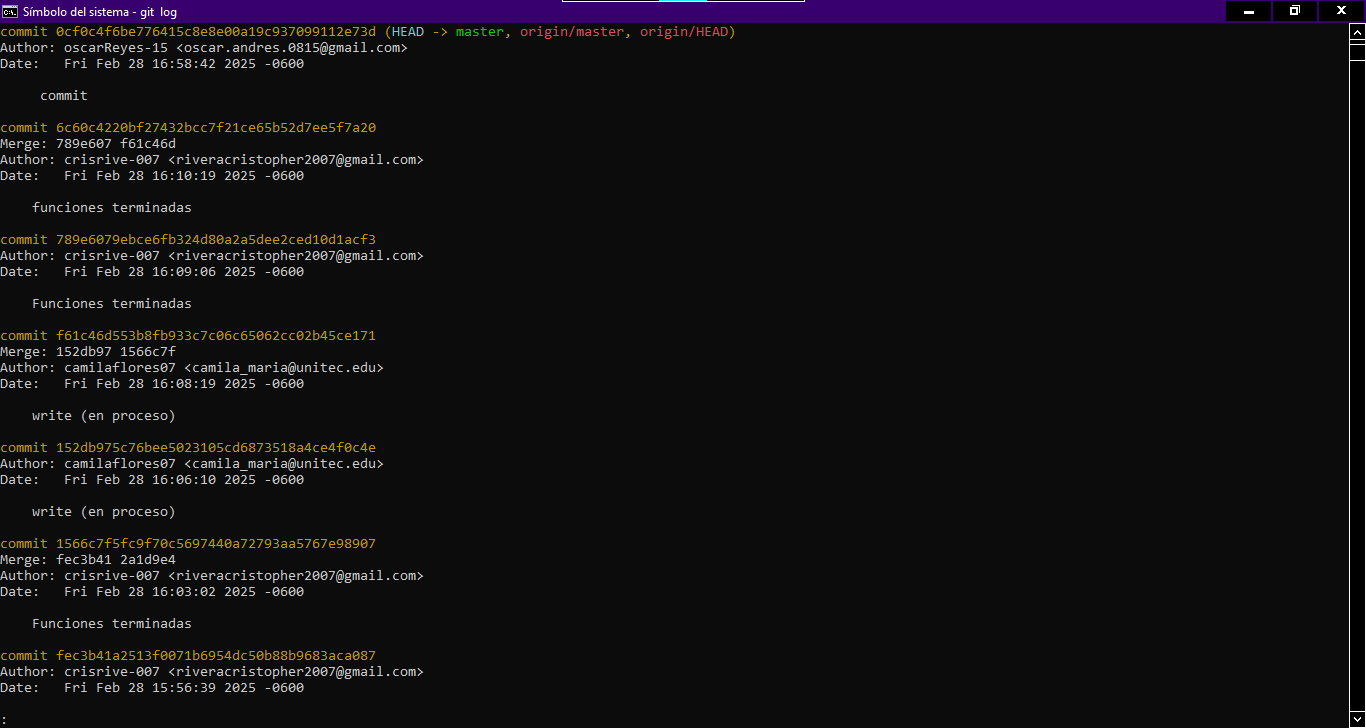 Símbolo del sistema - git log
commit 0cf0c4f6be776415c8e8e00a19c937099112e73d (HEAD -> master, origin/master, origin/HEAD)
Author: oscarReyes-15 <oscar.andres.0815@gmail.com>
Date:   Fri Feb 28 16:58:42 2025 -0600
commit
commit 6c60c4220bf27432bcc7f21ce65b52d7ee5f7a20
Merge: 789e607 f61c46d
Author: crisrive-007 <riveracristopher2007@gmail.com>
Date:   Fri Feb 28 16:10:19 2025 -0600
funciones terminadas
commit 789e6079ebce6fb324d80a2a5dee2ced10d1acf3
Author: crisrive-007 <riveracristopher2007@gmail.com>
Date:   Fri Feb 28 16:09:06 2025 -0600
Funciones terminadas
commit f61c46d553b8fb933c7c06c65062cc02b45ce171
Merge: 152db97 1566c7f
Author: camilaflores07 <camila_maria@unitec.edu>
Date:   Fri Feb 28 16:08:19 2025 -0600
write (en proceso)
commit 152db975c76bee5023105cd6873518a4ce4f0c4e
Author: camilaflores07 <camila_maria@unitec.edu>
Date:   Fri Feb 28 16:06:10 2025 -0600
write (en proceso)
commit 1566c7f5fc9f70c5697440a72793aa5767e98907
Merge: fec3b41 2a1d9e4
Author: crisrive-007 <riveracristopher2007@gmail.com>
Date:   Fri Feb 28 16:03:02 2025 -0600
Funciones terminadas
commit fec3b41a2513f0071b6954dc50b88b9683aca087
Author: crisrive-007 <riveracristopher2007@gmail.com>
Date:   Fri Feb 28 15:56:39 2025 -0600
: